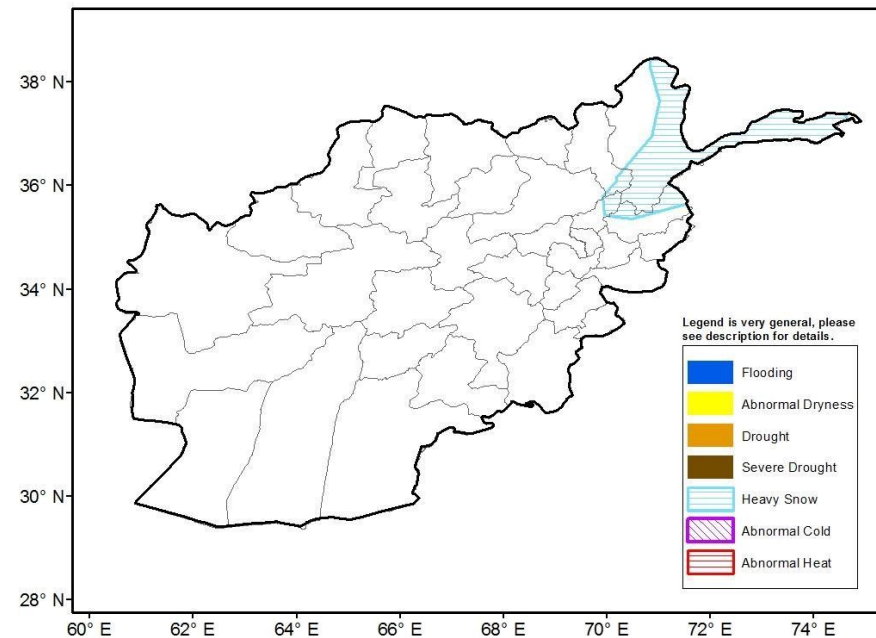 38° N
36° N
34° N
32° N
30° N
28° N
Legend is very general, please
see description for details.
Flooding
Abnormal Dryness
Drought
Severe Drought
Heavy Snow
Abnormal Cold
Abnormal Heat
60° E 62° E 64° E 66° E 68° E 70° E 72° E 74° E